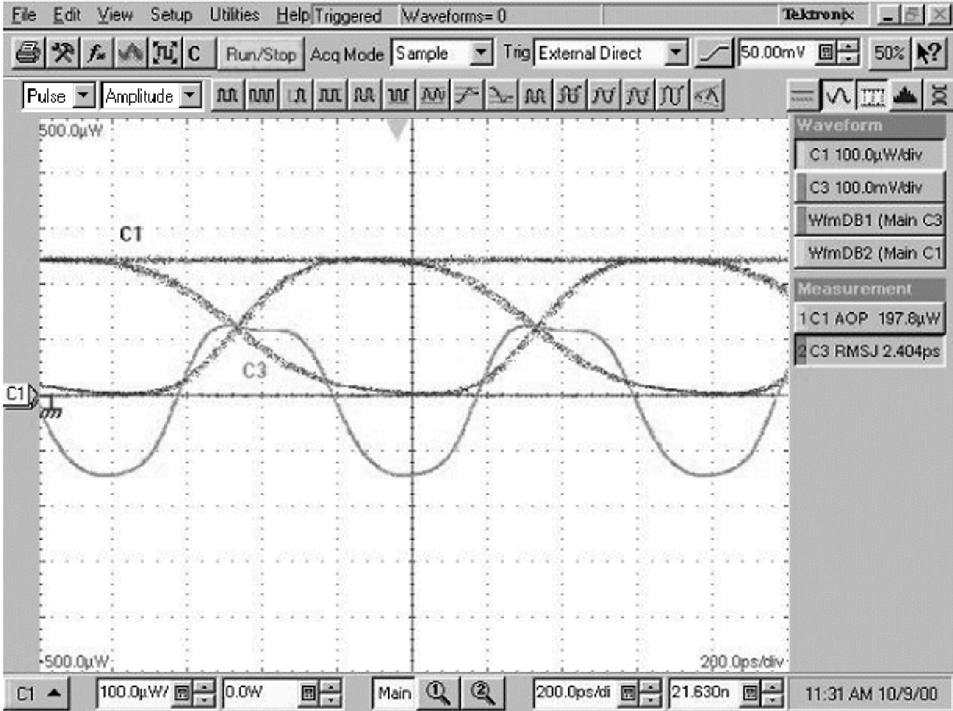 File Edit View Setup Utilities Help Triggered Waveforms= 0 Tektronix
C Run/Stop Acq Mode Sample Trig External Direct 50.00mV 50% ?
Pulse Amplitude
500.0µW
C1
C3
C1
-500.0µW 200.0ps/div
Waveform
C1 100.0µW/div
C3 100.0mV/div
WfmDB1 (Main C3
WfmDB2 (Main C1
Measurement
1 C1 AOP 197.8µW
2 C3 RMSJ 2.404ps
C1 100.0µW/ 0.0W Main 1 2 200.0ps/di 21.630n 11:31 AM 10/9/00